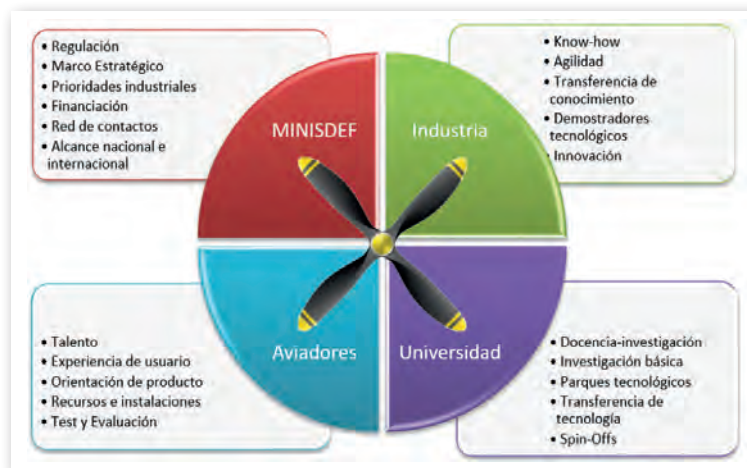 • Regulación
• Marco Estratégico
• Prioridades industriales
• Financiación
• Red de contactos
• Alcance nacional e
internacional
MINISDEF
Industria
• Know-how
• Agilidad
• Transferencia de
conocimiento
• Demostradores
tecnológicos
• Innovación
• Talento
• Experiencia de usuario
• Orientación de producto
• Recursos e instalaciones
• Test y Evaluación
Aviadores
Universidad
• Docencia-investigación
• Investigación básica
• Parques tecnológicos
• Transferencia de
tecnología
• Spin-Offs